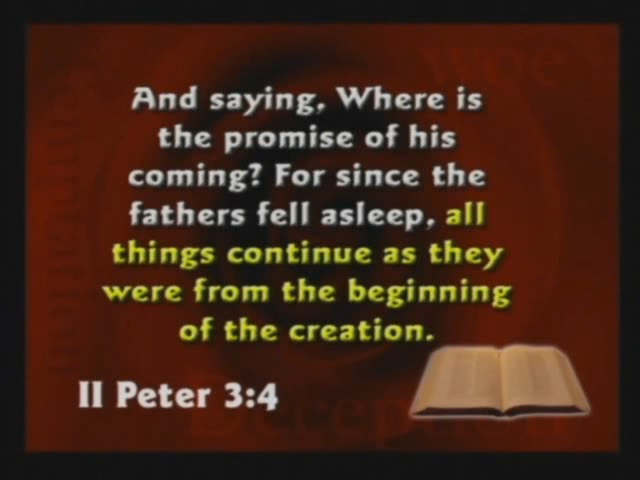 woe
And saying, Where is
the promise of his
coming? For since the
fathers fell asleep, all
things continue as they
were from the beginning
of the creation.
II Peter 3:4